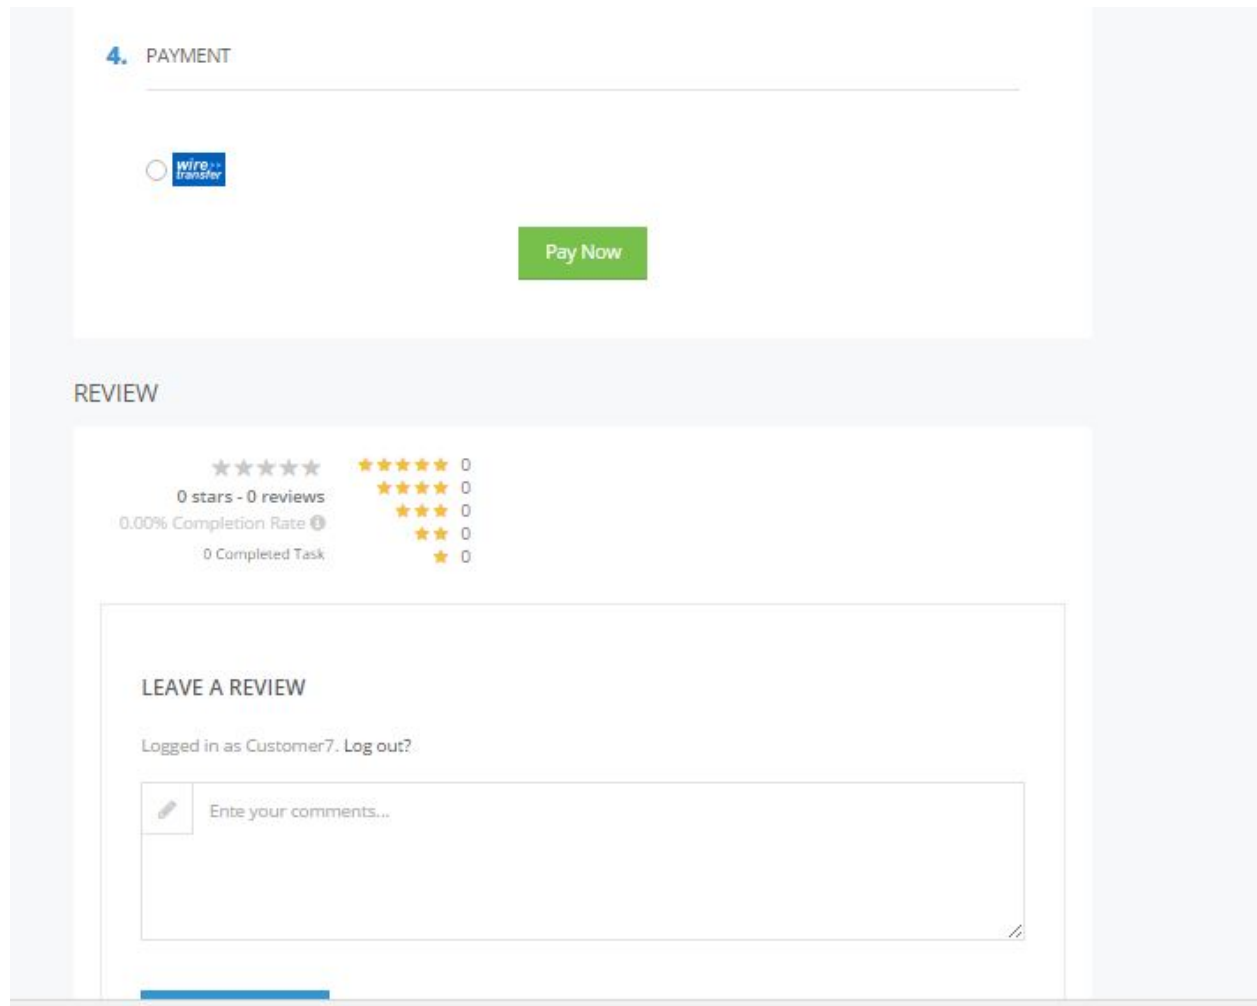 4. PAYMENT
wire
transfer
Pay Now
REVIEW
0 stars - 0 reviews
0.00% Completion Rate
0 Completed Task
0
0
0
0
0
LEAVE A REVIEW
Logged in as Customer7. Log out?
Ente your comments...